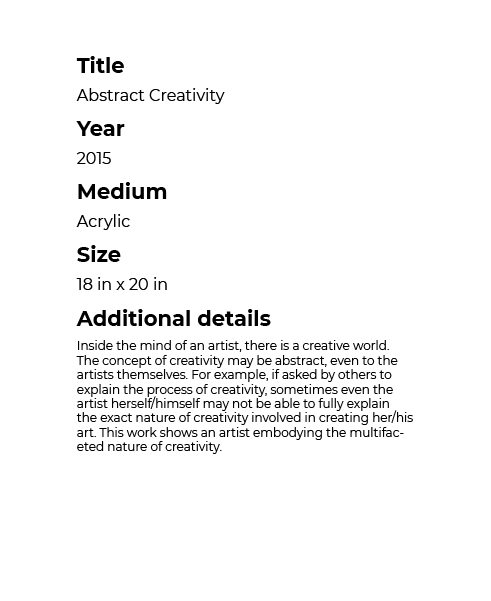 Title
Abstract Creativity
Year
2015
Medium
Acrylic
Size
18 in x 20 in
Additional details
Inside the mind of an artist, there is a creative world.
The concept of creativity may be abstract, even to the
artists themselves. For example, if asked by others to
explain the process of creativity, sometimes even the
artist herself/himself may not be able to fully explain
the exact nature of creativity involved in creating her/his
art. This work shows an artist embodying the multifac-
eted nature of creativity.